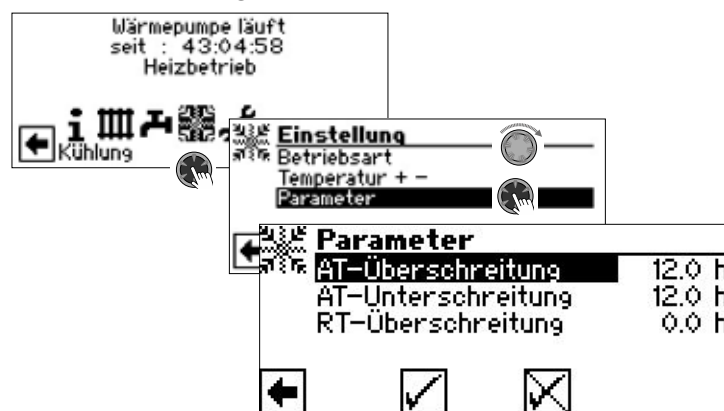 Wärmepumpe läuft
seit : 43:04:58
Heizbetrieb
Kühlung
Einstellung
Betriebsart
Temperatur + −
Parameter
Parameter
AT-Überschreitung 12.0 h
AT-Unterschreitung 12.0 h
RT-Überschreitung 0.0 h